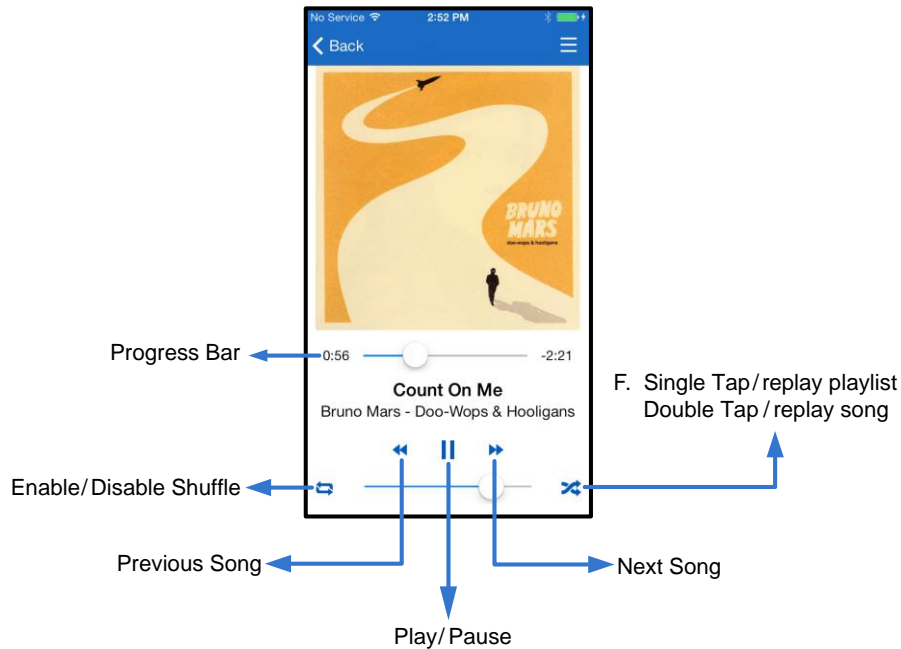 No Service 2:52 PM
Back
BRUNO
MARS
doo-wops & hooligans
Progress Bar
0:56 -2:21
F. Single Tap/replay playlist
Double Tap/replay song
Count On Me
Bruno Mars - Doo-Wops & Hooligans
Enable/Disable Shuffle
Previous Song
Next Song
Play/Pause